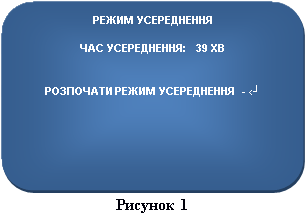 РЕЖИМ УСЕРЕДНЕННЯ
ЧАС УСЕРЕДНЕННЯ: 39 ХВ
РОЗПОЧАТИ РЕЖИМ УСЕРЕДНЕННЯ - ↵
Рисунок 1